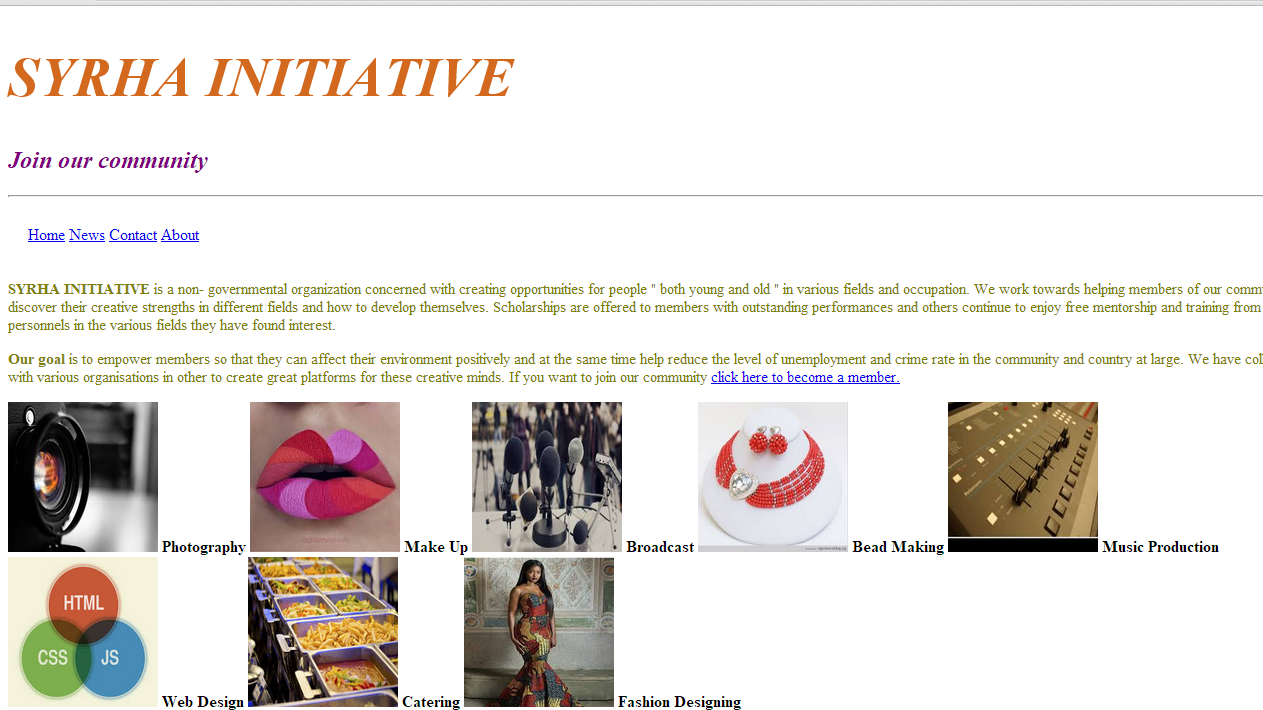 SYRHA INITIATIVE
Join our community
Home News Contact About
SYRHA INITIATIVE is a non- governmental organization concerned with creating opportunities for people " both young and old " in various fields and occupation. We work towards helping members of our comm
discover their creative strengths in different fields and how to develop themselves. Scholarships are offered to members with outstanding performances and others continue to enjoy free mentorship and training from
personnels in the various fields they have found interest.
Our goal is to empower members so that they can affect their environment positively and at the same time help reduce the level of unemployment and crime rate in the community and country at large. We have col
with various organisations in other to create great platforms for these creative minds. If you want to join our community click here to become a member.
Photography Make Up Broadcast Bead Making Music Production
HTML
CSS JS
Web Design Catering Fashion Designing